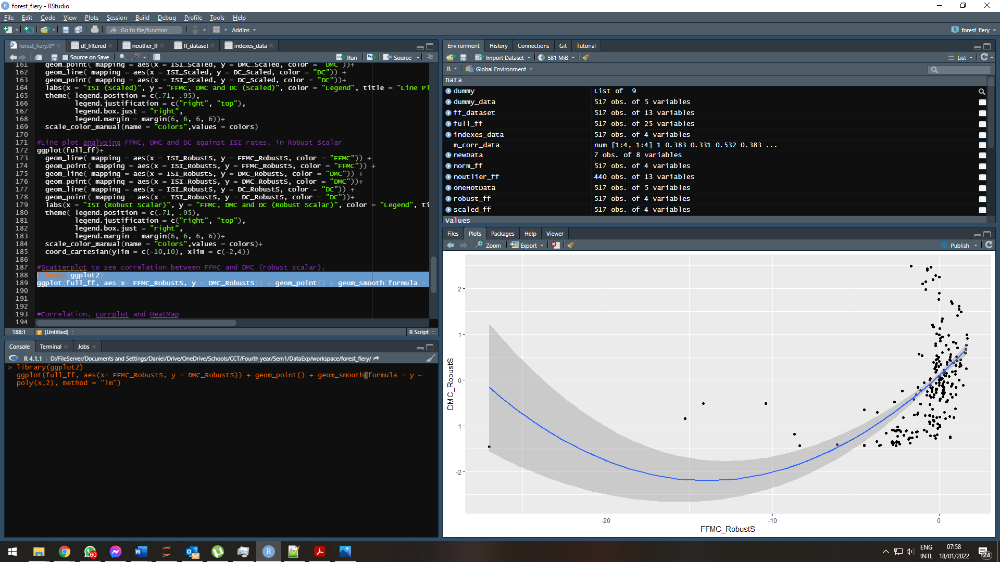 forest_fiery - RStudio
File Edit Code View Plots Session Build Debug Profile Tools Help
Go to file/function Addins forest_fiery
forest_fiery.R* df_filtered noutlier_ff ff_dataset indexes_data
Source on Save Run Source
161 geom_point( mapping = aes(x = ISI_Scaled, y = DMC_Scaled, color = "DMC"))+
162 geom_line( mapping = aes(x = ISI_Scaled, y = DC_Scaled, color = "DC")) +
163 geom_point( mapping = aes(x = ISI_Scaled, y = DC_Scaled, color = "DC"))+
164 labs(x = "ISI (Scaled)", y = "FFMC, DMC and DC (Scaled)", color = "Legend", title = "Line Pl
165 theme( legend.position = c(.71, .95),
166 legend.justification = c("right", "top"),
167 legend.box.just = "right",
168 legend.margin = margin(6, 6, 6, 6))+
169 scale_color_manual(name = "Colors",values = colors)
170
171 #Line plot analysing FFMC, DMC and DC against ISI rates, in Robust Scalar
172 ggplot(full_ff)+
173 geom_line( mapping = aes(x = ISI_RobustS, y = FFMC_RobustS, color = "FFMC")) +
174 geom_point( mapping = aes(x = ISI_RobustS, y = FFMC_RobustS, color = "FFMC")) +
175 geom_line( mapping = aes(x = ISI_RobustS, y = DMC_RobustS, color = "DMC")) +
176 geom_point( mapping = aes(x = ISI_RobustS, y = DMC_RobustS, color = "DMC"))+
177 geom_line( mapping = aes(x = ISI_RobustS, y = DC_RobustS, color = "DC")) +
178 geom_point( mapping = aes(x = ISI_RobustS, y = DC_RobustS, color = "DC"))+
179 labs(x = "ISI (Robust Scalar)", y = "FFMC, DMC and DC (Robust Scalar)", color = "Legend", ti
180 theme( legend.position = c(.71, .95),
181 legend.justification = c("right", "top"),
182 legend.box.just = "right",
183 legend.margin = margin(6, 6, 6, 6))+
184 scale_color_manual(name = "Colors",values = colors)+
185 coord_cartesian(ylim = c(-10,10), xlim = c(-2,4))
186
187 #Scatterplot to see correlation between FFMC and DMC (robust scalar),
188 library(ggplot2)
189 ggplot(full_ff, aes(x= FFMC_RobustS, y = DMC_RobustS)) + geom_point() + geom_smooth(formula =
190
191
192
193 #Correlation, corrplot and HeatMap
194
188:1 (Untitled) R Script
Console Terminal Jobs
R 4.1.1 · D:/FileServer/Documents and Settings/Daniel/Drive/OneDrive/Schools/CCT/Fourth year/Sem1/DataExp/workspace/forest_fiery/
> library(ggplot2)
ggplot(full_ff, aes(x= FFMC_RobustS, y = DMC_RobustS)) + geom_point() + geom_smooth(formula = y ~
poly(x,2), method = "lm")
Environment History Connections Git Tutorial
Import Dataset 581 MiB List
R Global Environment
Data
dummy List of 9
dummy_data 517 obs. of 5 variables
ff_dataset 517 obs. of 13 variables
full_ff 517 obs. of 25 variables
indexes_data 517 obs. of 4 variables
m_corr_data num [1:4, 1:4] 1 0.383 0.331 0.532 0.383 ...
newData 7 obs. of 8 variables
norm_ff 517 obs. of 4 variables
noutlier_ff 440 obs. of 13 variables
oneHotData 517 obs. of 5 variables
robust_ff 517 obs. of 4 variables
scaled_ff 517 obs. of 4 variables
Values
Files Plots Packages Help Viewer
Zoom Export Publish
2
1
0
-1
-2
DMC_RobustS
-20 -10 0
FFMC_RobustS
60
ENG
INTL
07:58
18/01/2022
24